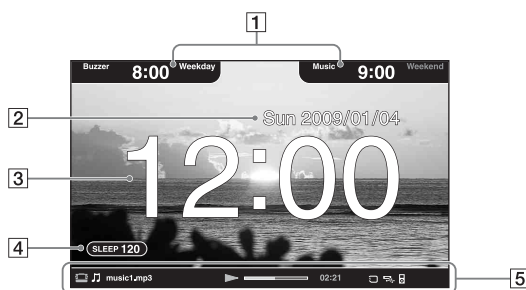 1
Buzzer 8:00 Weekday
Music 9:00 Weekend
2
Sun 2009/01/04
3
12:00
4
SLEEP 120
music1.mp3 02:21
5